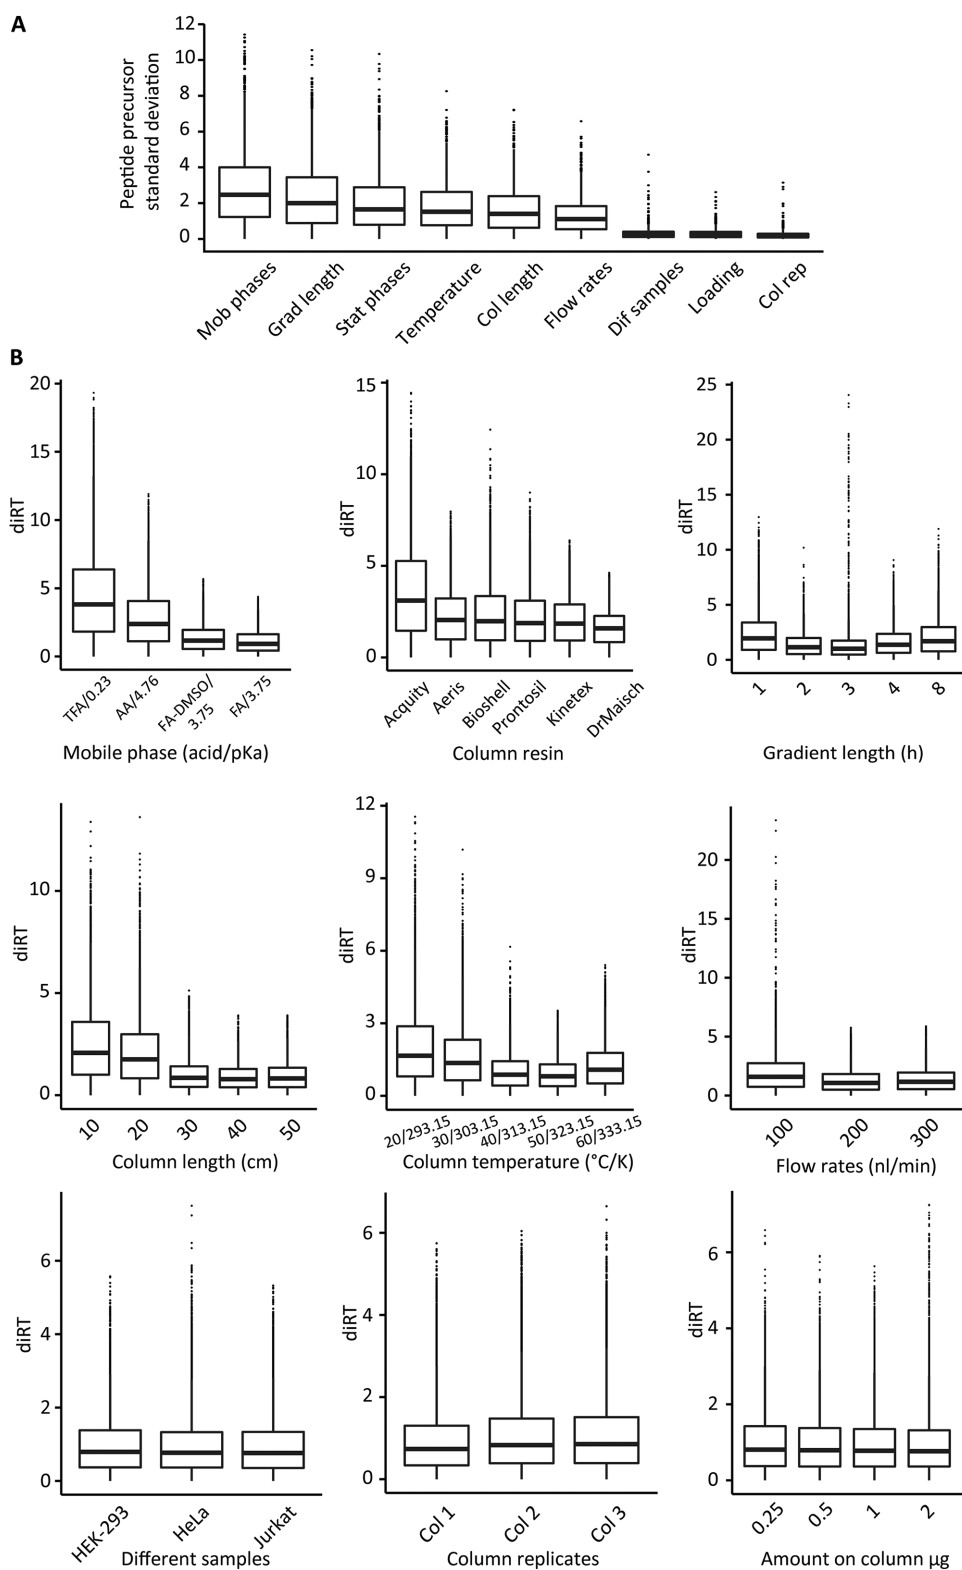 A
Peptide precursor
standard deviation
12
10
8
6
4
2
0
Mob phases
Grad length
Stat phases
Temperature
Col length
Flow rates
Dif samples
Loading
Col rep
B
diRT
20
15
10
5
0
TFA/0.23
AA/4.76
FA-DMSO/
3.75
FA/3.75
Mobile phase (acid/pKa)
diRT
15
10
5
0
Acquity
Aeris
Bioshell
Prontosil
Kinetex
DrMaisch
Column resin
diRT
25
20
15
10
5
0
1
2
3
4
8
Gradient length (h)
diRT
10
5
0
10
20
30
40
50
Column length (cm)
diRT
12
9
6
3
0
20/293.15
30/303.15
40/313.15
50/323.15
60/333.15
Column temperature (°C/K)
diRT
20
15
10
5
0
100
200
300
Flow rates (nl/min)
diRT
6
4
2
0
HEK-293
HeLa
Jurkat
Different samples
diRT
6
4
2
0
Col 1
Col 2
Col 3
Column replicates
diRT
6
4
2
0
0.25
0.5
1
2
Amount on column µg